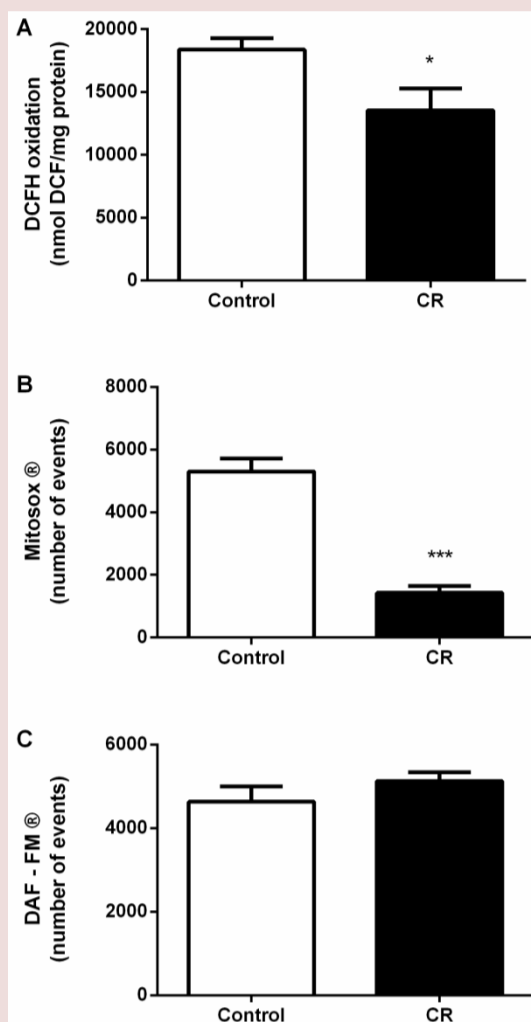 A
DCFH oxidation
(nmol DCF/mg protein)
20000
15000
10000
5000
0
*
Control CR
B
Mitosox ®
(number of events)
8000
6000
4000
2000
0
***
Control CR
C
DAF - FM ®
(number of events)
6000
4000
2000
0
Control CR